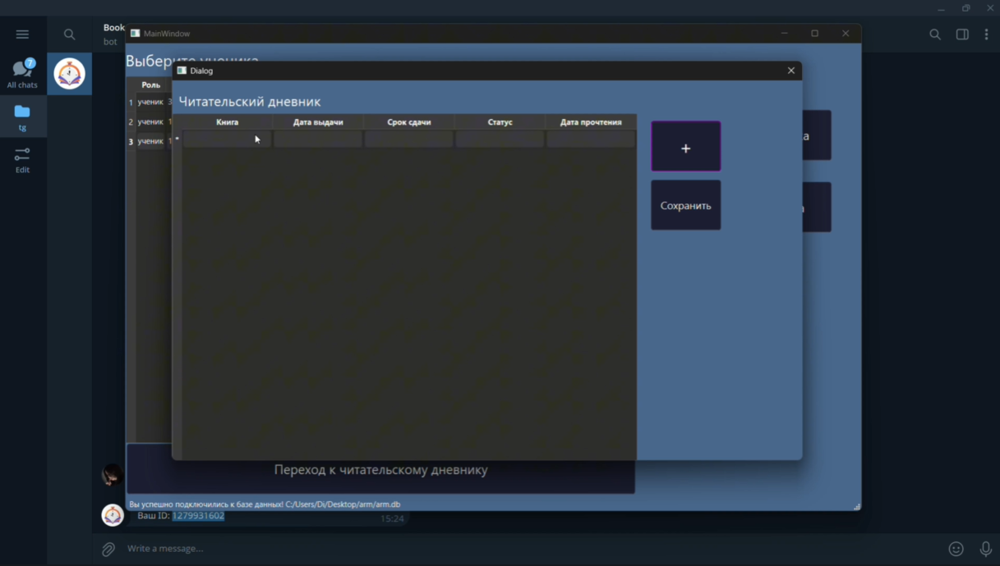 Book
bot
7
All chats
tg
Edit
MainWindow
Выберите ученика
Роль
1 ученик 3
2 ученик 1
3 ученик 1
Dialog
Читательский дневник
Книга Дата выдачи Срок сдачи Статус Дата прочтения
*
+
Сохранить
а
Переход к читательскому дневнику
Вы успешно подключились к базе данных! C:/Users/Di/Desktop/arm/arm.db
Ваш ID: 1279931602
15:24
Write a message...